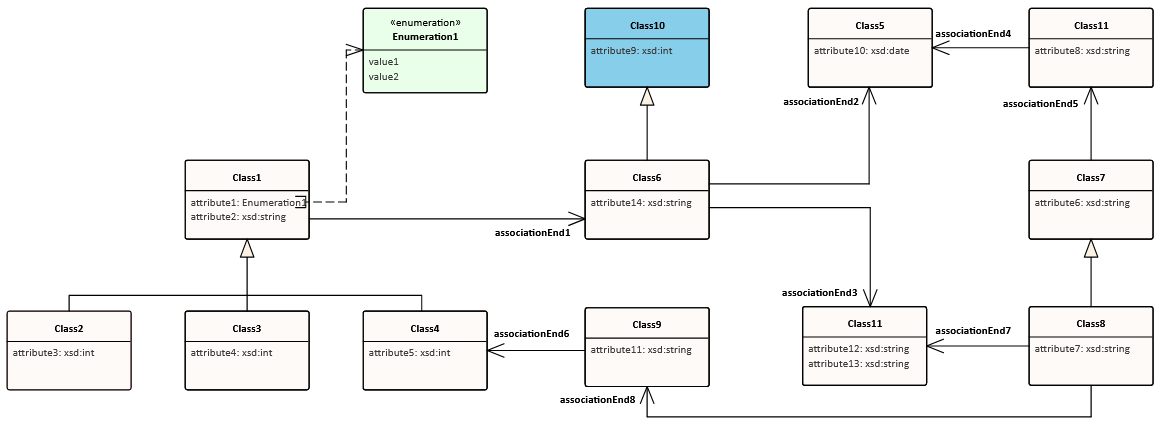 «enumeration»
Enumeration1
value1
value2
Class10
attribute9: xsd:int
Class5
attribute10: xsd:date
associationEnd4
Class11
attribute8: xsd:string
associationEnd2
associationEnd5
Class1
attribute1: Enumeration1
attribute2: xsd:string
Class6
attribute14: xsd:string
Class7
attribute6: xsd:string
associationEnd1
associationEnd3
Class2
attribute3: xsd:int
Class3
attribute4: xsd:int
Class4
attribute5: xsd:int
associationEnd6
Class9
attribute11: xsd:string
Class11
attribute12: xsd:string
attribute13: xsd:string
associationEnd7
Class8
attribute7: xsd:string
associationEnd8